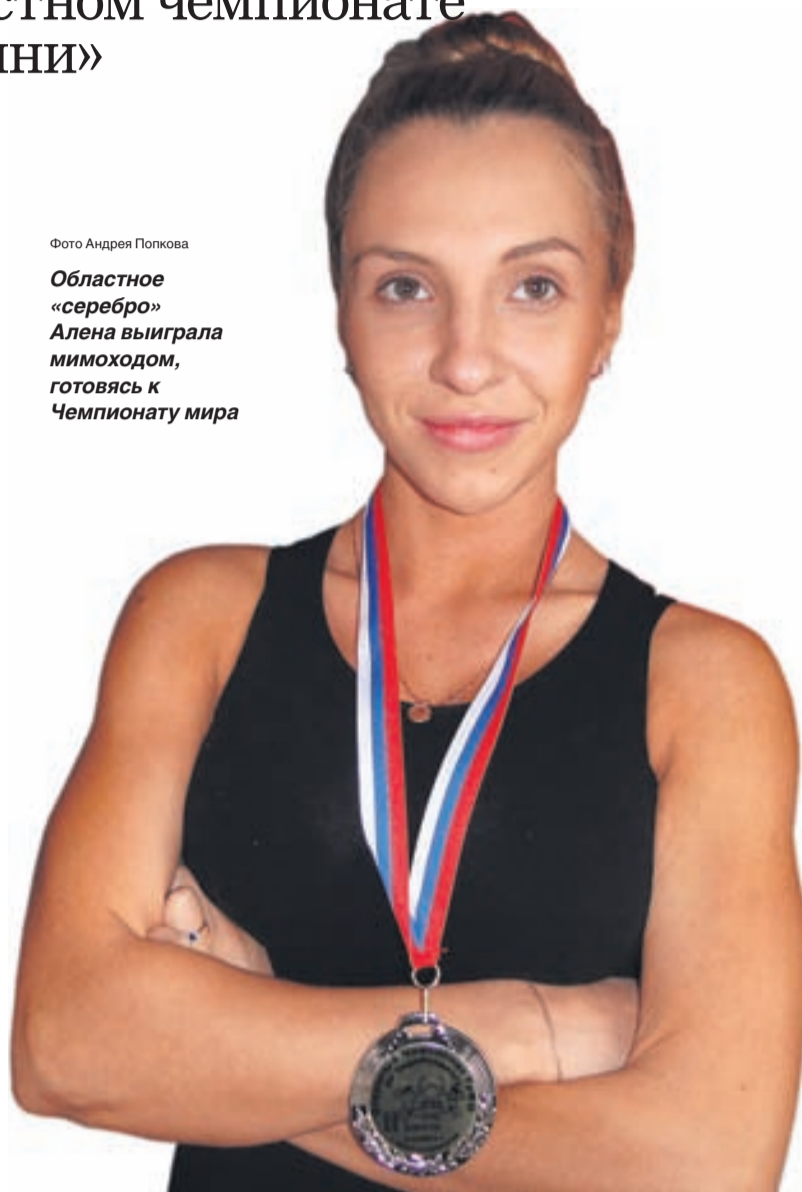 стном чемпионате
ни»
Фото Андрея Попкова
Областное
«серебро»
Алена выиграла
мимоходом,
готовясь к
Чемпионату мира